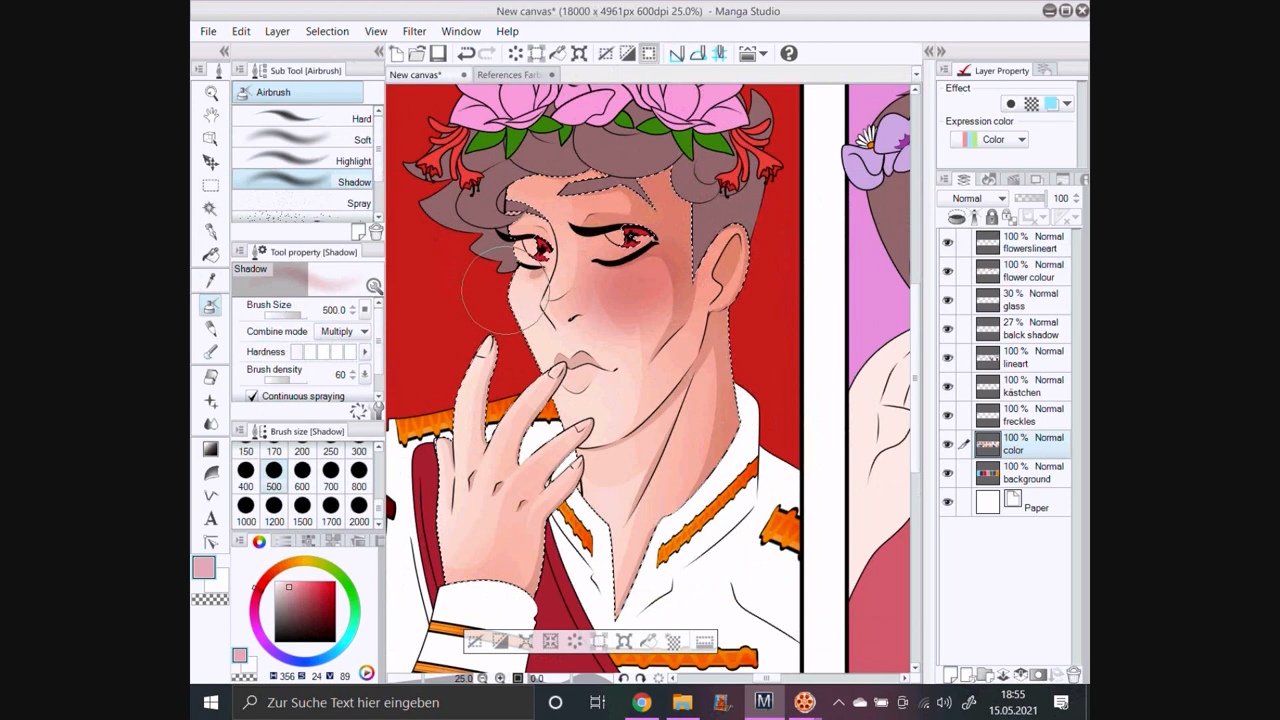 New canvas* (18000 x 4961px 600dpi 25.0%) - Manga Studio
File Edit Layer Selection View Filter Window Help
Sub Tool [Airbrush]
Airbrush
Hard
Soft
Highlight
Shadow
Spray
Tool property [Shadow]
Shadow
Brush Size 500.0
Combine mode Multiply
Hardness
Brush density 60
Continuous spraying
Brush size [Shadow]
150 170 200 250 300
400 500 600 700 800
1000 1200 1500 1700 2000
356 S 24 V 89
New canvas* References Farb
25.0 0.0
Layer Property
Effect
Expression color
Color
Normal 100
100 % Normal
flowerslineart
100 % Normal
flower colour
30 % Normal
glass
27 % Normal
balck shadow
100 % Normal
lineart
100 % Normal
kästchen
100 % Normal
freckles
100 % Normal
color
100 % Normal
background
Paper
Zur Suche Text hier eingeben
18:55
15.05.2021